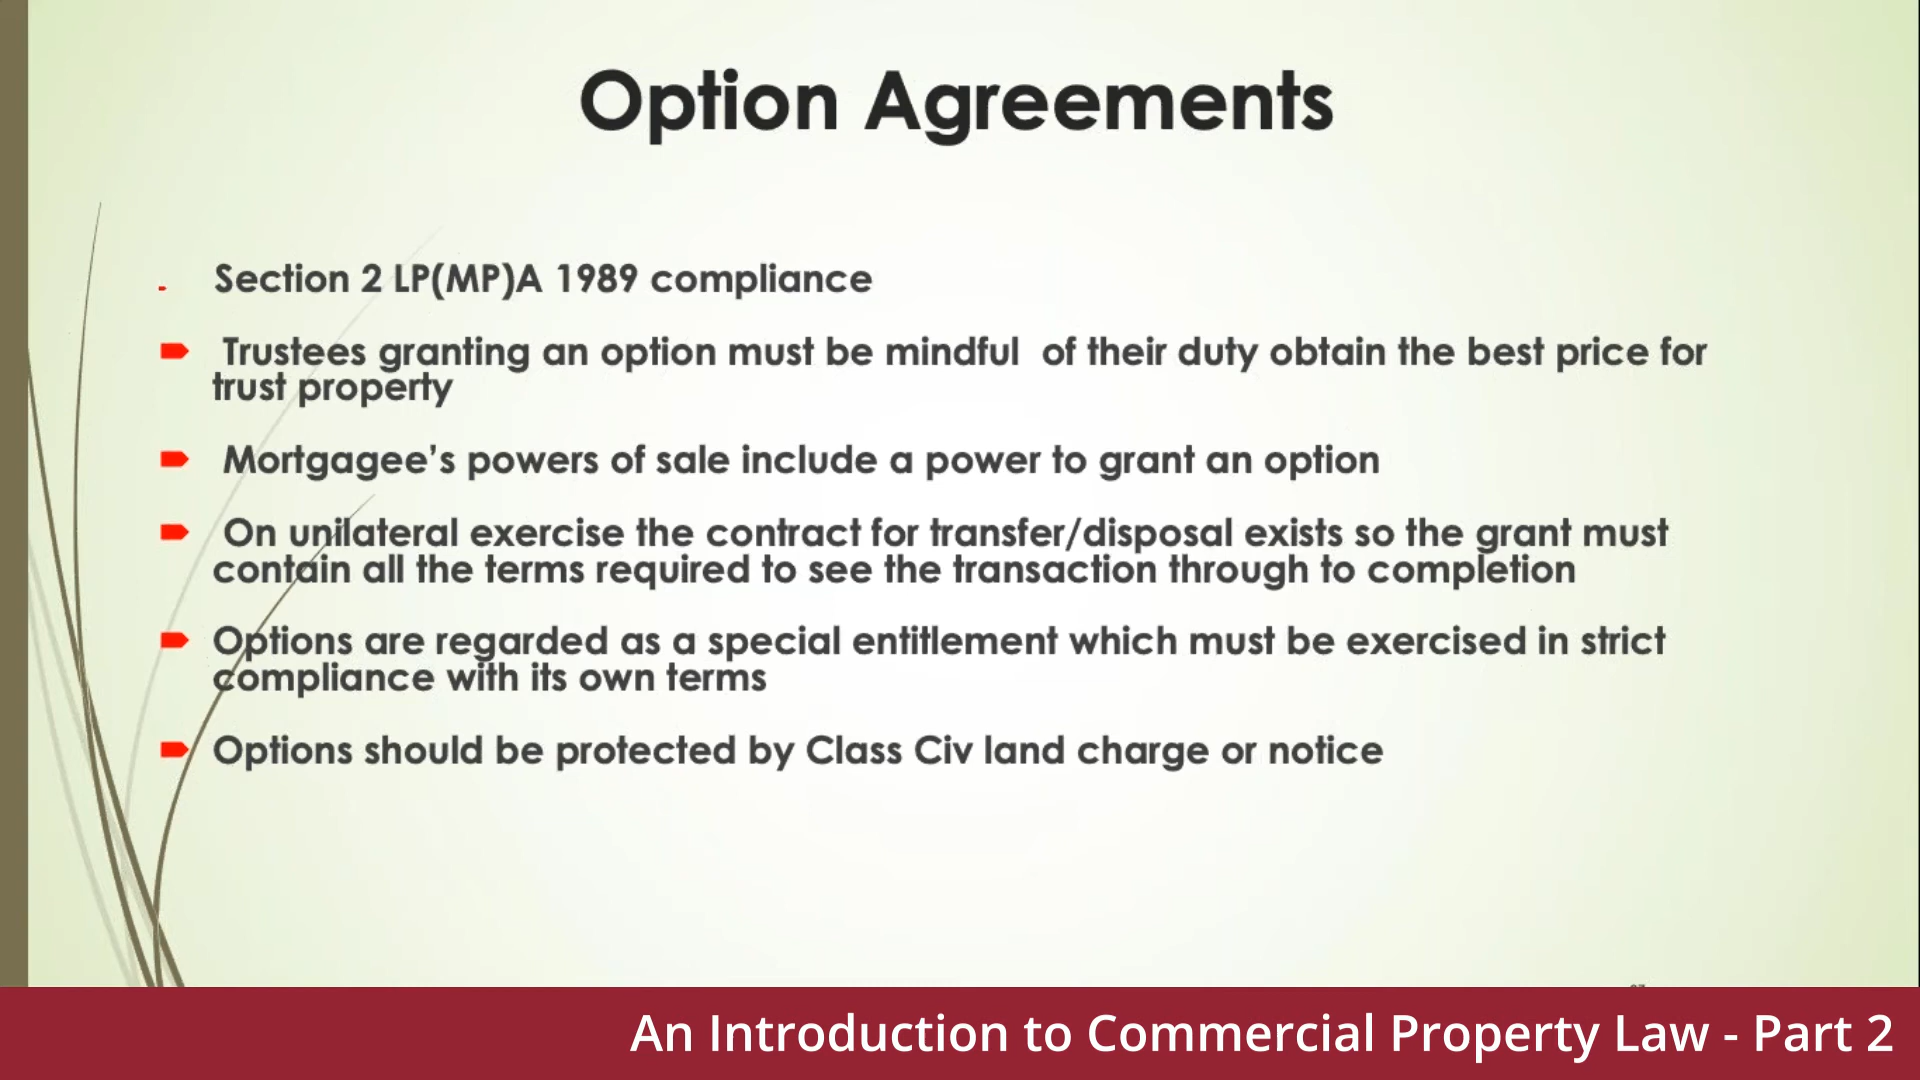 Option Agreements
Section 2 LP(MP)A 1989 compliance
Trustees granting an option must be mindful of their duty obtain the best price for
trust property
Mortgagee’s powers of sale include a power to grant an option
On unilateral exercise the contract for transfer/disposal exists so the grant must
contain all the terms required to see the transaction through to completion
Options are regarded as a special entitlement which must be exercised in strict
compliance with its own terms
Options should be protected by Class Civ land charge or notice
An Introduction to Commercial Property Law - Part 2